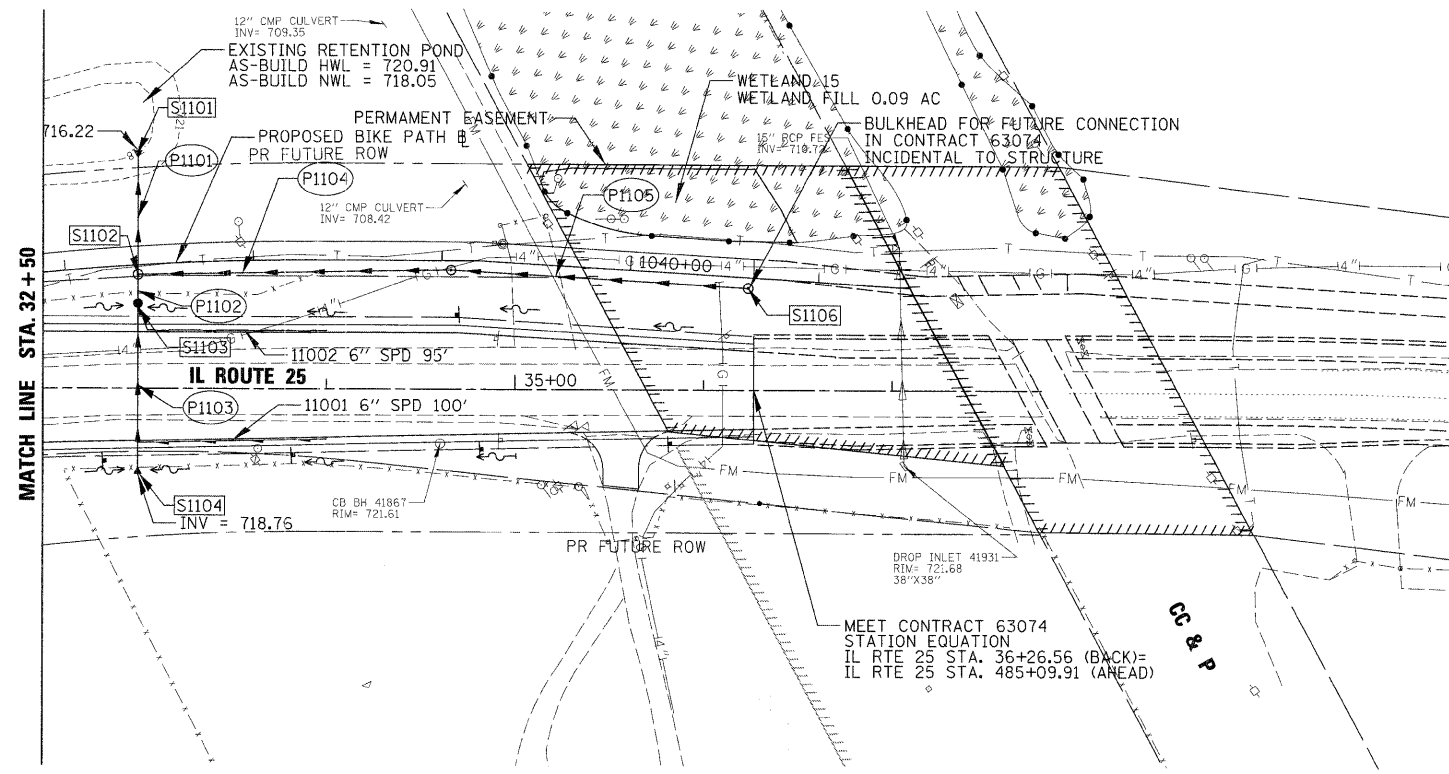 12" CMP CULVERT
INV= 709.35
EXISTING RETENTION POND
AS-BUILD HWL = 720.91
AS-BUILD NWL = 718.05
S1101
716.22
P1101
PROPOSED BIKE PATH ℄
PR FUTURE ROW
PERMAMENT EASEMENT
P1104
WETLAND 15
WETLAND FILL 0.09 AC
15" RCP FES
BULKHEAD FOR FUTURE CONNECTION
IN CONTRACT 63074
INCIDENTAL TO STRUCTURE
12" CMP CULVERT
INV= 708.42
P1105
S1102
1040+00
P1102
S1106
S1103
11002 6" SPD 95'
IL ROUTE 25
35+00
P1103
11001 6" SPD 100'
MATCH LINE STA. 32+50
FM
FM
FM
FM
FM
S1104
INV = 718.76
CB BH 41867
RIM= 721.61
PR FUTURE ROW
DROP INLET 41931
RIM= 721.68
38"X38"
MEET CONTRACT 63074
STATION EQUATION
IL RTE 25 STA. 36+26.56 (BACK)=
IL RTE 25 STA. 485+09.91 (AHEAD)
CC & P